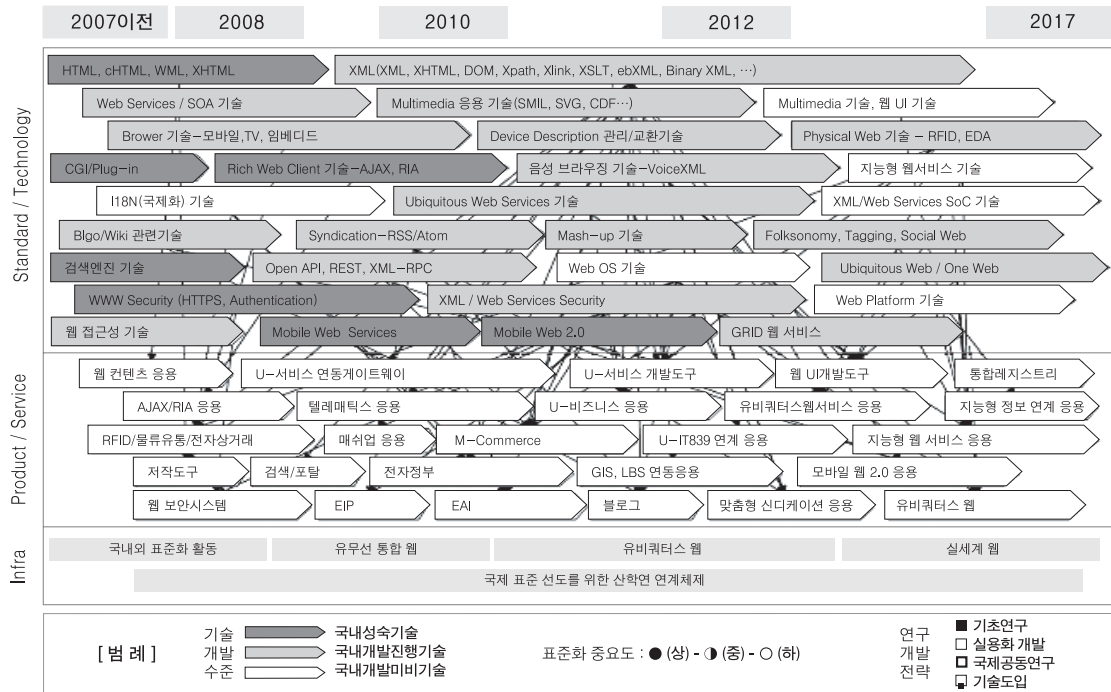 2007이전 2008 2010 2012 2017
Standard / Technology
HTML, cHTML, WML, XHTML XML(XML, XHTML, DOM, Xpath, Xlink, XSLT, ebXML, Binary XML, …)
Web Services / SOA 기술 Multimedia 응용 기술(SMIL, SVG, CDF…) Multimedia 기술, 웹 UI 기술
Brower 기술–모바일,TV, 임베디드 Device Description 관리/교환기술 Physical Web 기술 – RFID, EDA
CGI/Plug–in Rich Web Client 기술–AJAX, RIA 음성 브라우징 기술–VoiceXML 지능형 웹서비스 기술
I18N(국제화) 기술 Ubiquitous Web Services 기술 XML/Web Services SoC 기술
Blgo/Wiki 관련기술 Syndication–RSS/Atom Mash–up 기술 Folksonomy, Tagging, Social Web
검색엔진 기술 Open API, REST, XML–RPC Web OS 기술 Ubiquitous Web / One Web
WWW Security (HTTPS, Authentication) XML / Web Services Security Web Platform 기술
웹 접근성 기술 Mobile Web Services Mobile Web 2.0 GRID 웹 서비스
Product / Service
웹 컨텐츠 응용 U–서비스 연동게이트웨이 U–서비스 개발도구 웹 UI개발도구 통합레지스트리
AJAX/RIA 응용 텔레매틱스 응용 U–비즈니스 응용 유비쿼터스웹서비스 응용 지능형 정보 연계 응용
RFID/물류유통/전자상거래 매쉬업 응용 M–Commerce U–IT839 연계 응용 지능형 웹 서비스 응용
저작도구 검색/포탈 전자정부 GIS, LBS 연동응용 모바일 웹 2.0 응용
웹 보안시스템 EIP EAI 블로그 맞춤형 신디케이션 응용 유비쿼터스 웹
Infra
국내외 표준화 활동 유무선 통합 웹 유비쿼터스 웹 실세계 웹
국제 표준 선도를 위한 산학연 연계체제
[ 범 례 ]
기술 개발 수준
국내성숙기술
국내개발진행기술
국내개발미비기술
표준화 중요도 : ● (상) - ◑ (중) - ○ (하)
연구 개발 전략
기초연구
실용화 개발
국제공동연구
기술도입